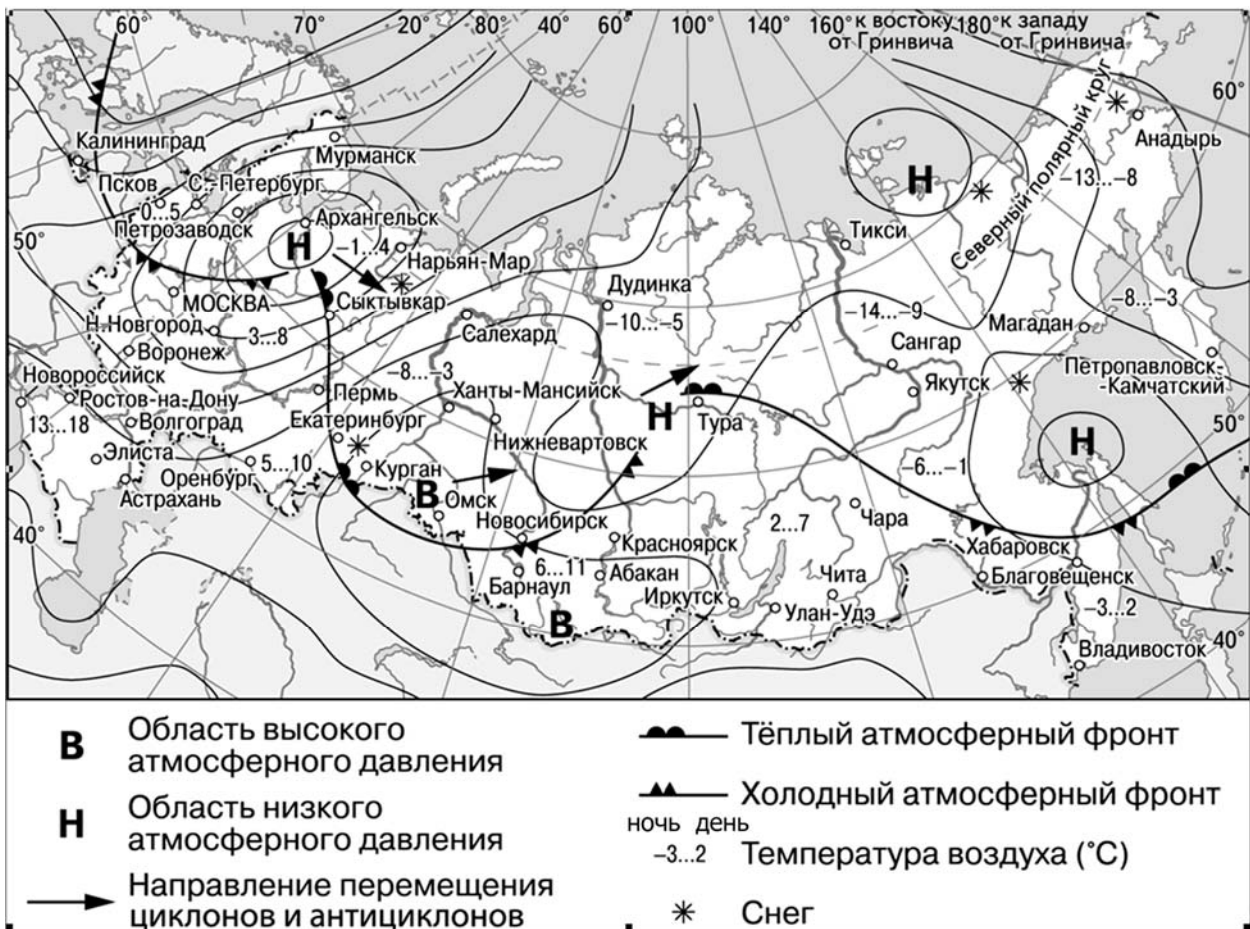 60° 70° 20° 80° 40° 60° 100° 120° 140° 160° к востоку 180° к западу
от Гринвича от Гринвича
60°
Северный полярный круг
Анадырь
Калининград
Мурманск
Н
−13...−8
Псков С.-Петербург
0...5
Архангельск
Петрозаводск
Н
−1...4
Тикси
50°
Нарьян-Мар
Дудинка
МОСКВА
Сыктывкар
−10...−5
−14...−9
−8...−3
Салехард
Магадан
Н.Новгород
3...8
Сангар
Воронеж
Петропавловск-
-Камчатский
Новороссийск
−8...−3
Якутск
Пермь
Ханты-Мансийск
Ростов-на-Дону
Н
Тура
50°
13...18
Волгоград
Екатеринбург
Нижневартовск
Н
Элиста
5...10
Курган
−6...−1
Оренбург
Астрахань
В
Омск
Чара
Новосибирск
2...7
40°
Красноярск
Хабаровск
6...11
Барнаул
Абакан
Чита
Благовещенск
Иркутск
Улан-Удэ
−3...2
В
40°
Владивосток
В
Область высокого
атмосферного давления
Н
Область низкого
атмосферного давления
Направление перемещения
циклонов и антициклонов
Тёплый атмосферный фронт
Холодный атмосферный фронт
ночь день
−3...2 Температура воздуха (°С)
Снег